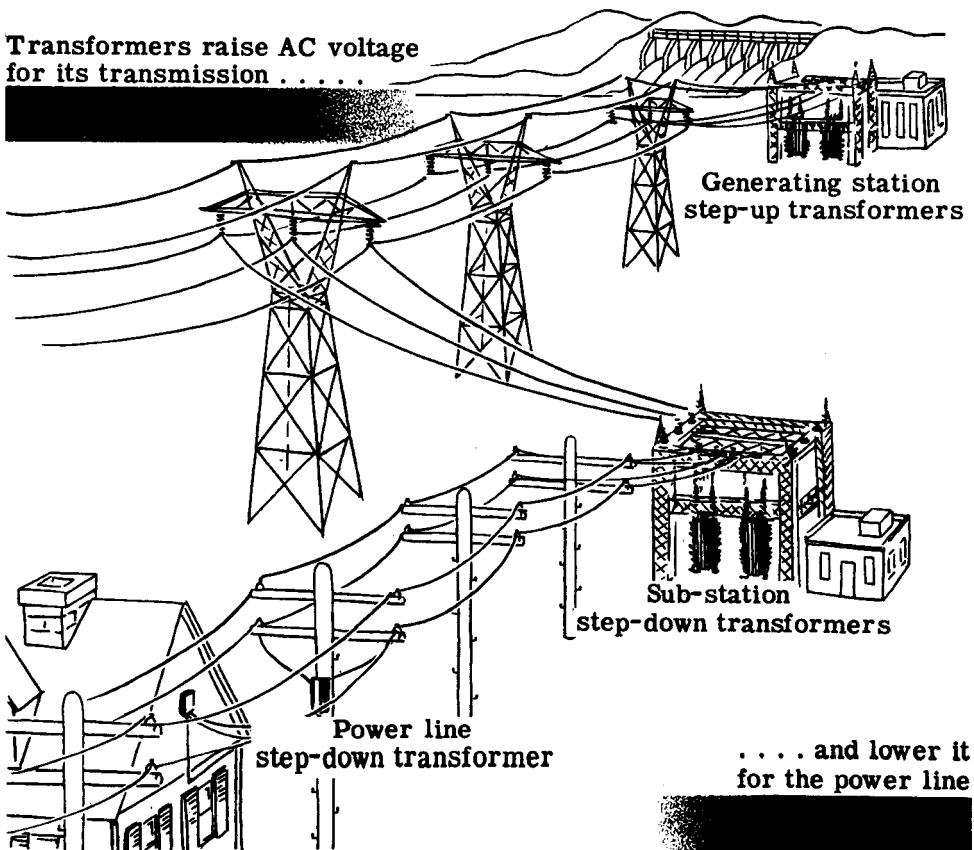 Transformers raise AC voltage
for its transmission . . . . .
Generating station
step-up transformers
Sub-station
step-down transformers
Power line
step-down transformer
. . . . and lower it
for the power line